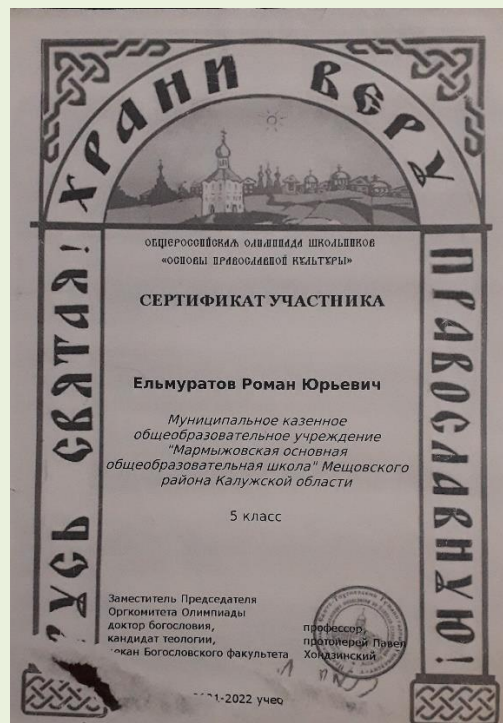 РУСЬ СВЯТАЯ! ХРАНИ ВЕРУ ПРАВОСЛАВНУЮ!
ОБЩЕРОССИЙСКАЯ ОЛИМПИАДА ШКОЛЬНИКОВ
«ОСНОВЫ ПРАВОСЛАВНОЙ КУЛЬТУРЫ»
СЕРТИФИКАТ УЧАСТНИКА
Ельмуратов Роман Юрьевич
Муниципальное казенное
общеобразовательное учреждение
"Мармыжовская основная
общеобразовательная школа" Мещовского
района Калужской области
5 класс
Заместитель Председателя
Оргкомитета Олимпиады
доктор богословия, профессор,
кандидат теологии, протоиерей Павел
декан Богословского факультета Хондзинский
2021-2022 учеб